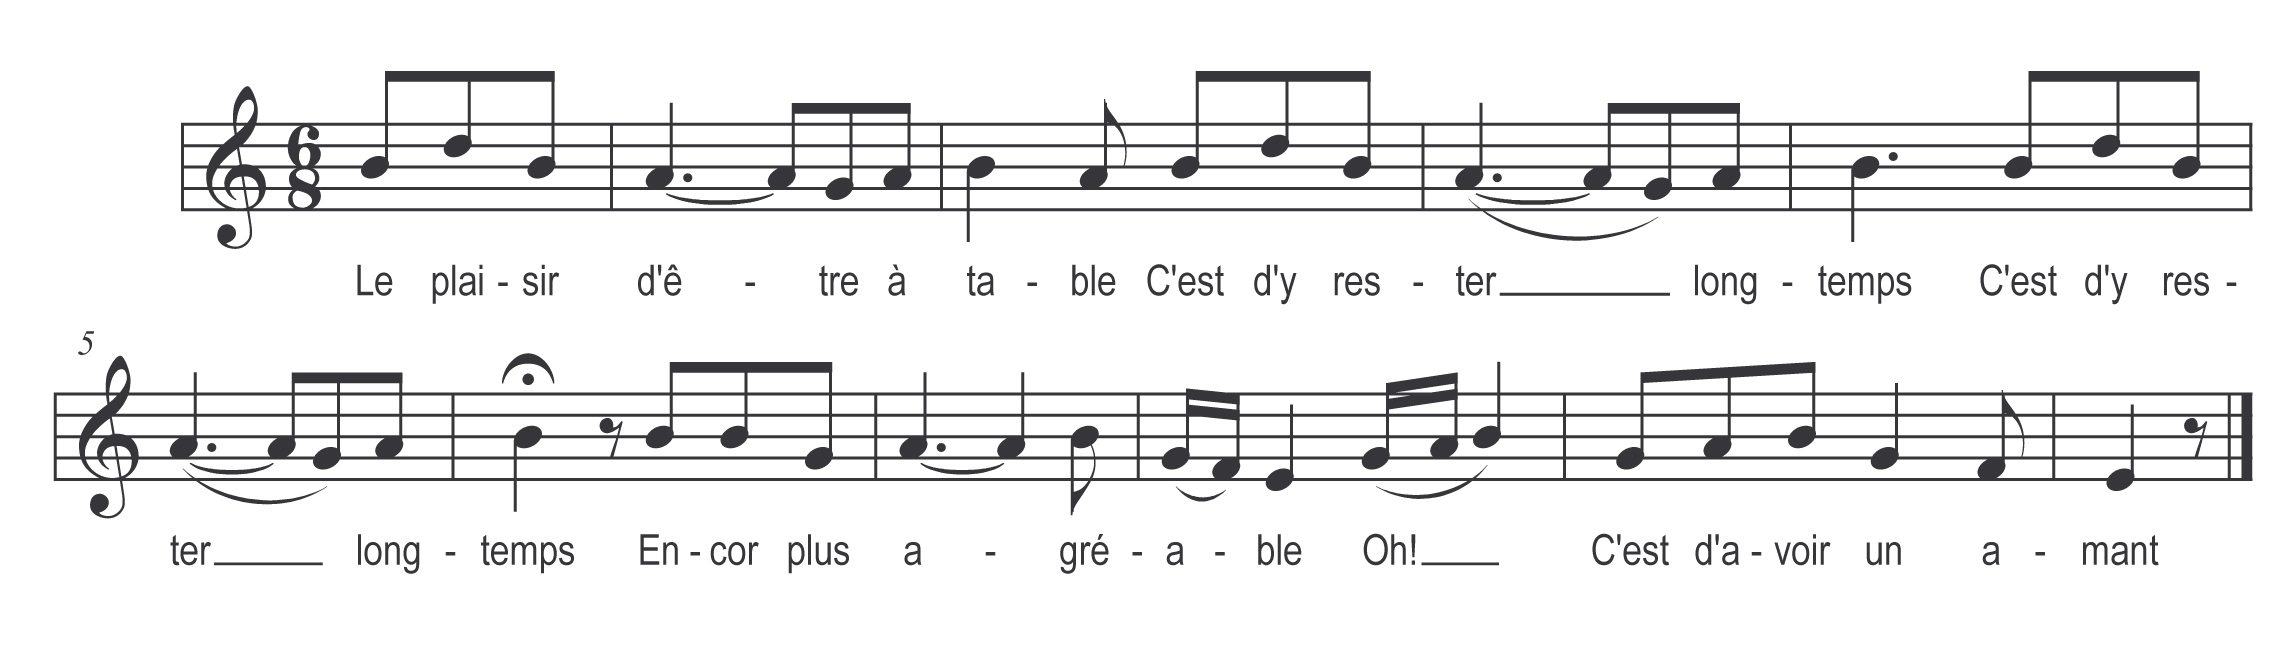 Le plai - sir d'ê - tre à ta - ble C'est d'y res - ter long - temps C'est d'y res -
5
ter long - temps En - cor plus a - gré - a - ble Oh! C'est d'a - voir un a - mant